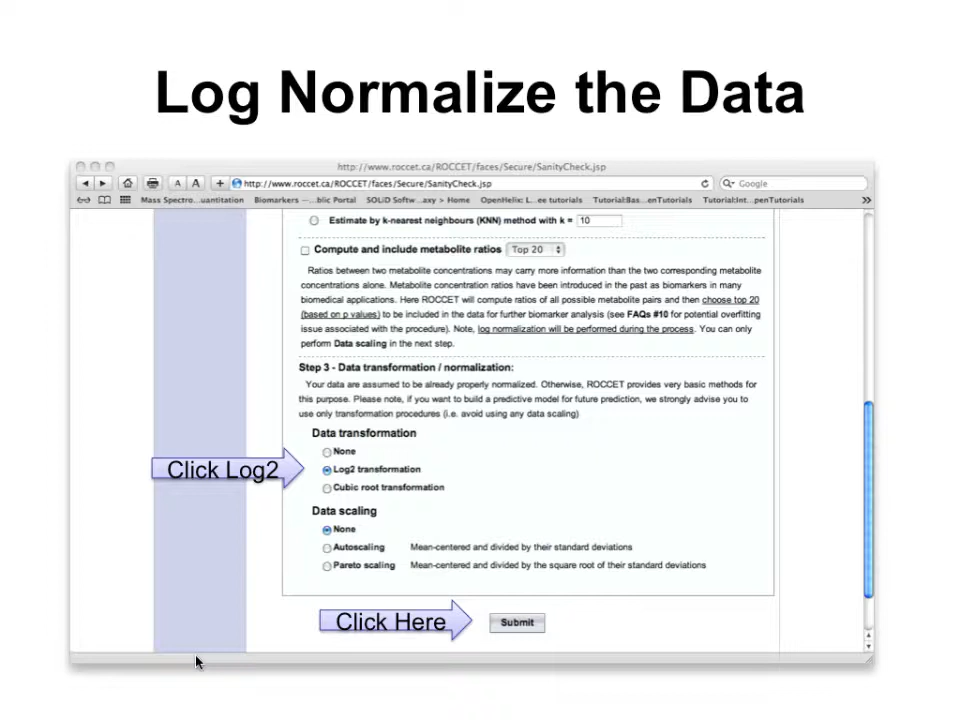 Log Normalize the Data
http://www.roccet.ca/ROCCET/faces/Secure/SanityCheck.jsp
A A + http://www.roccet.ca/ROCCET/faces/Secure/SanityCheck.jsp Google
Mass Spectro...uantitation Biomarkers --...blic Portal SOLiD Softw...axy > Home OpenHelix: L...ee tutorials Tutorial:Bas...enTutorials Tutorial:Int...penTutorials »
Estimate by k-nearest neighbours (KNN) method with k = 10
Compute and include metabolite ratios Top 20
Ratios between two metabolite concentrations may carry more information than the two corresponding metabolite
concentrations alone. Metabolite concentration ratios have been introduced in the past as biomarkers in many
biomedical applications. Here ROCCET will compute ratios of all possible metabolite pairs and then choose top 20
(based on p values) to be included in the data for further biomarker analysis (see FAQs #10 for potential overfitting
issue associated with the procedure). Note, log normalization will be performed during the process. You can only
perform Data scaling in the next step.
Step 3 - Data transformation / normalization:
Your data are assumed to be already properly normalized. Otherwise, ROCCET provides very basic methods for
this purpose. Please note, if you want to build a predictive model for future prediction, we strongly advise you to
use only transformation procedures (i.e. avoid using any data scaling)
Data transformation
None
Click Log2
Log2 transformation
Cubic root transformation
Data scaling
None
Autoscaling Mean-centered and divided by their standard deviations
Pareto scaling Mean-centered and divided by the square root of their standard deviations
Click Here
Submit